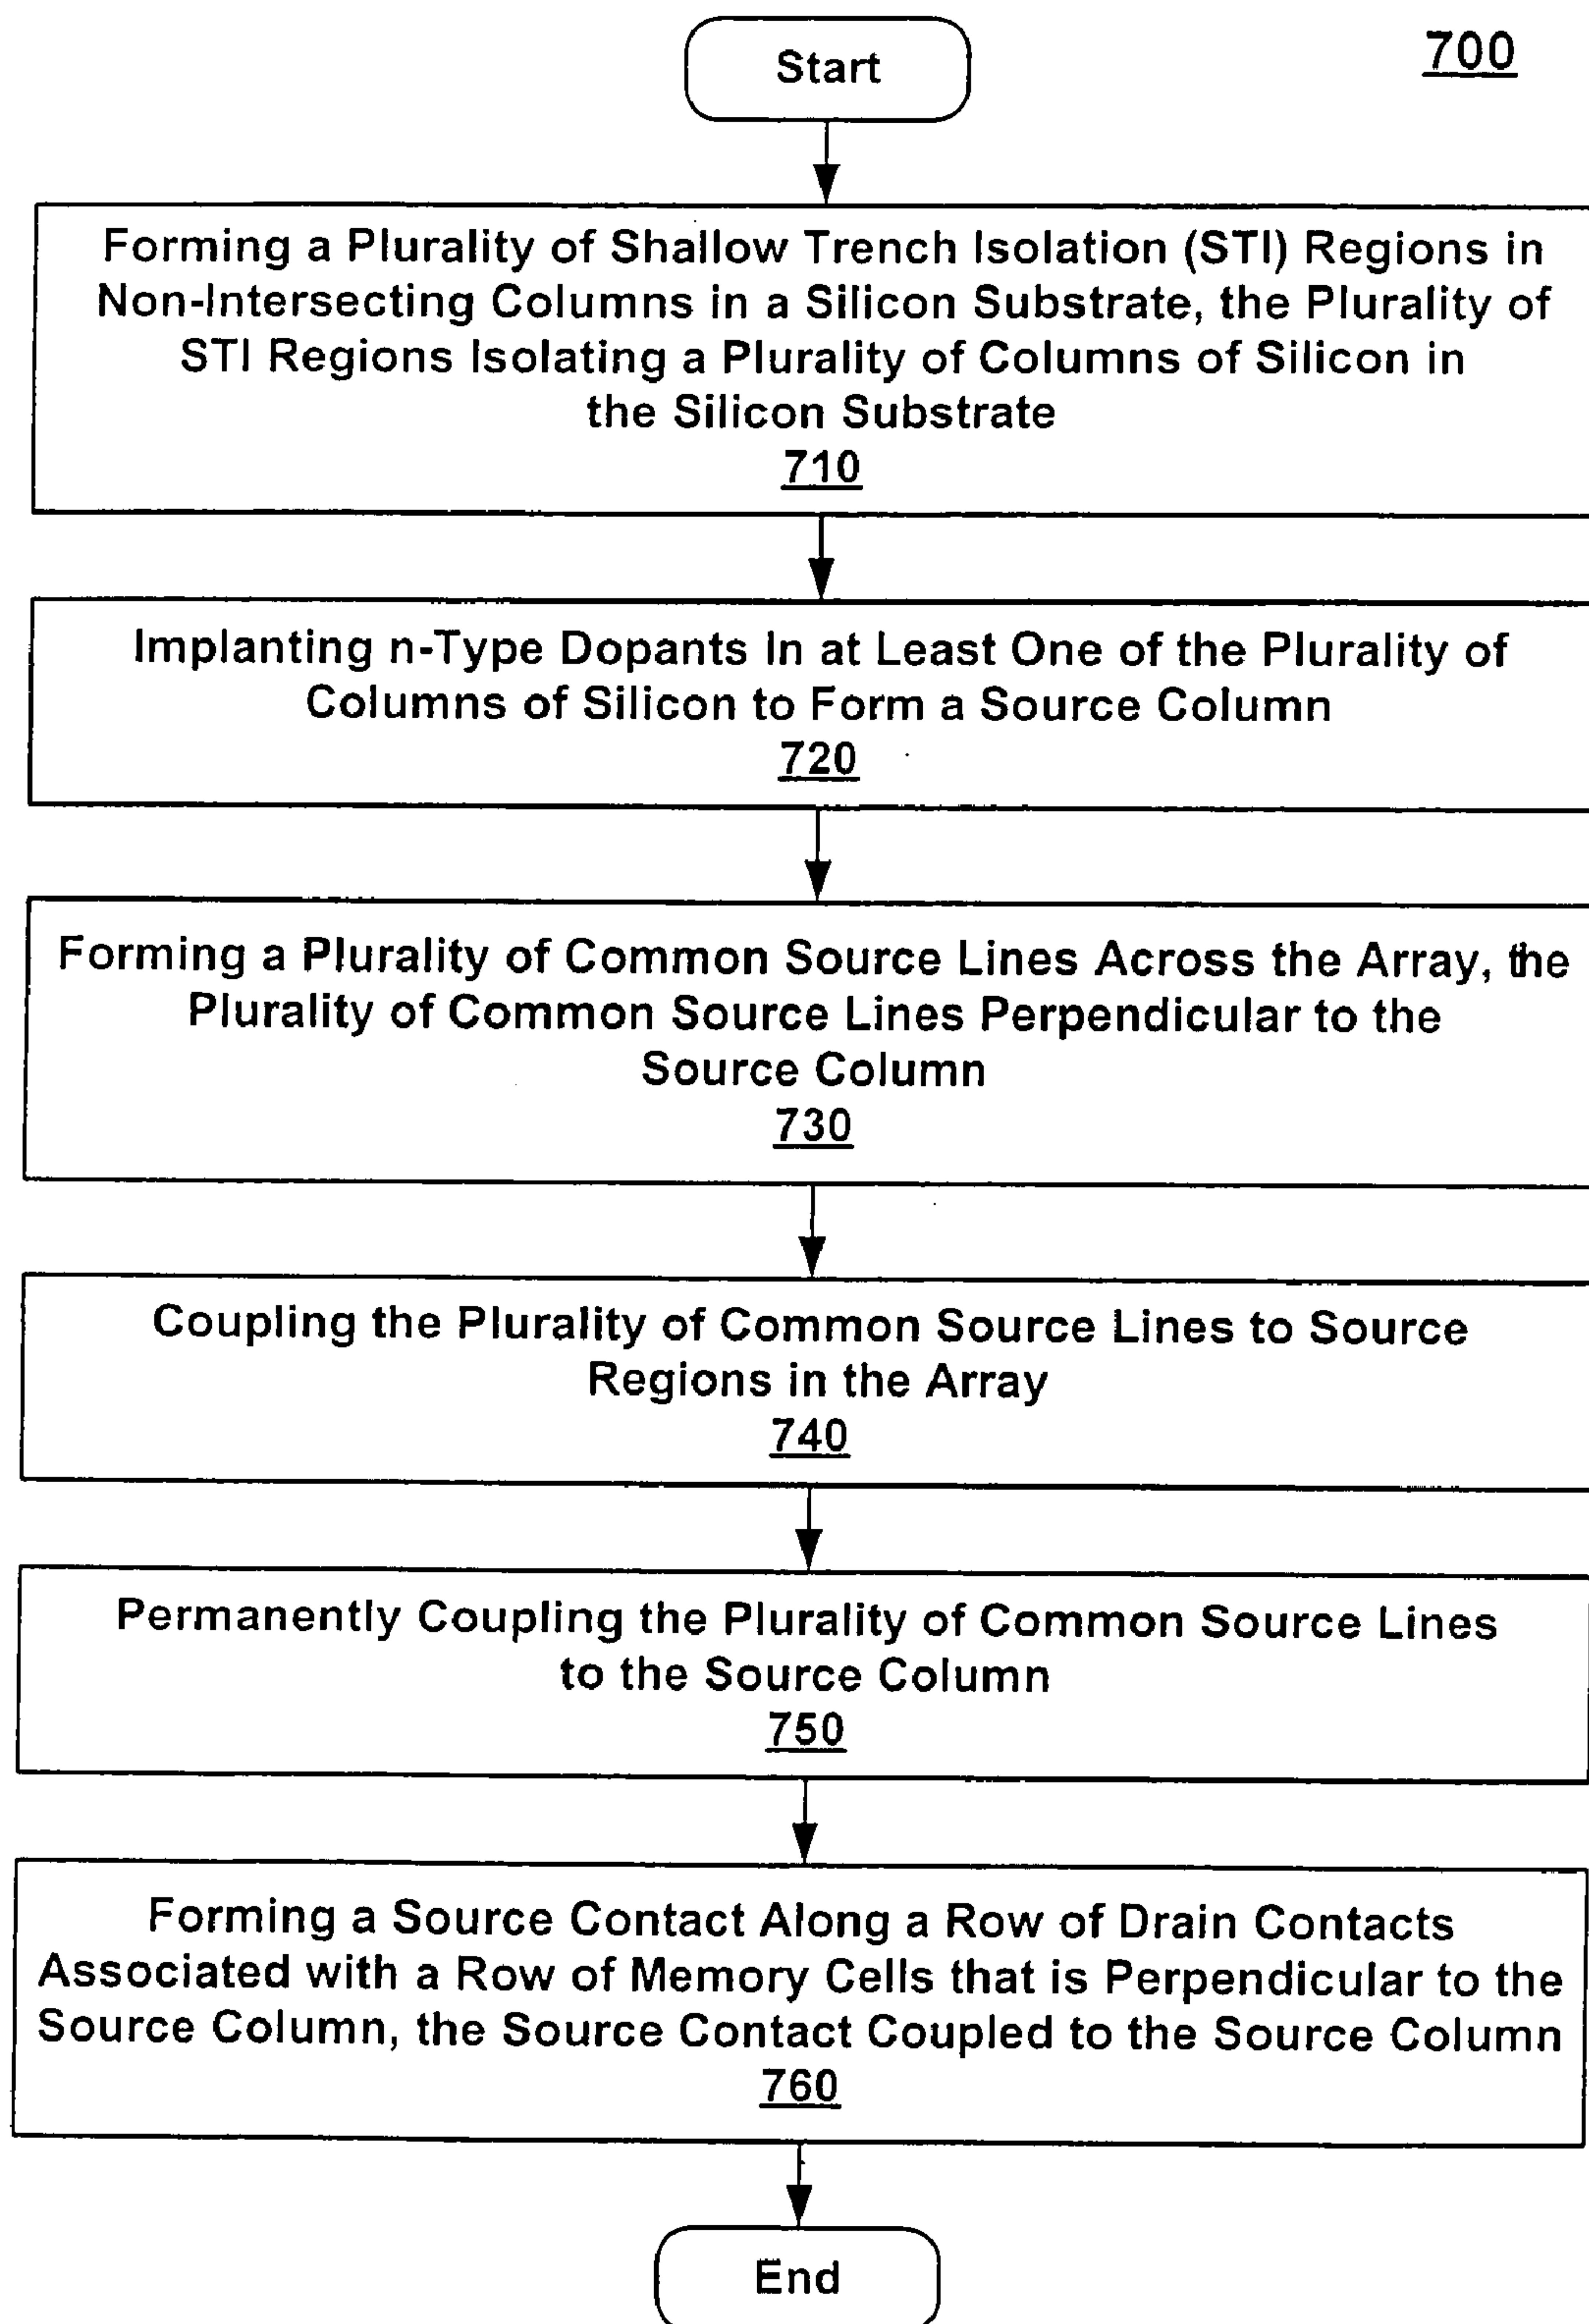 Start
700
Forming a Plurality of Shallow Trench Isolation (STI) Regions in
Non-Intersecting Columns in a Silicon Substrate, the Plurality of
STI Regions Isolating a Plurality of Columns of Silicon in
the Silicon Substrate
710
Implanting n-Type Dopants In at Least One of the Plurality of
Columns of Silicon to Form a Source Column
720
Forming a Plurality of Common Source Lines Across the Array, the
Plurality of Common Source Lines Perpendicular to the
Source Column
730
Coupling the Plurality of Common Source Lines to Source
Regions in the Array
740
Permanently Coupling the Plurality of Common Source Lines
to the Source Column
750
Forming a Source Contact Along a Row of Drain Contacts
Associated with a Row of Memory Cells that is Perpendicular to the
Source Column, the Source Contact Coupled to the Source Column
760
End